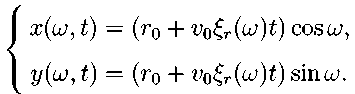 x(ω, t) = (r₀ + v₀ξᵣ(ω)t) cos ω,
y(ω, t) = (r₀ + v₀ξᵣ(ω)t) sin ω.